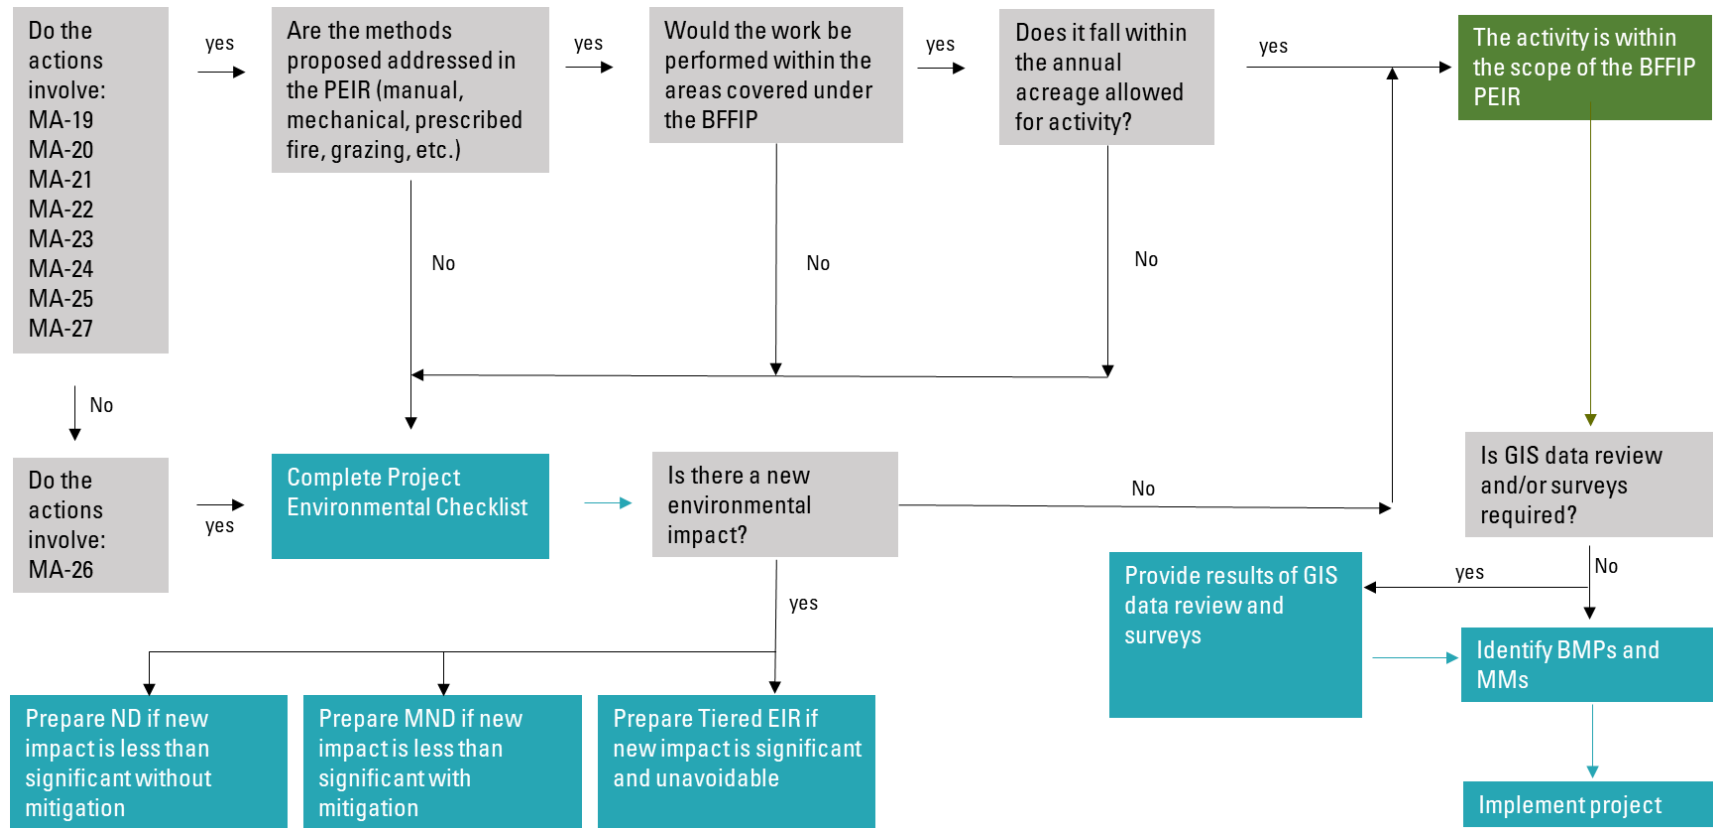 Do the
actions
involve:
MA-19
MA-20
MA-21
MA-22
MA-23
MA-24
MA-25
MA-27
yes
Are the methods
proposed addressed in
the PEIR (manual,
mechanical, prescribed
fire, grazing, etc.)
yes
Would the work be
performed within the
areas covered under
the BFFIP
yes
Does it fall within
the annual
acreage allowed
for activity?
yes
The activity is within
the scope of the BFFIP
PEIR
No
No
No
No
Do the
actions
involve:
MA-26
yes
Complete Project
Environmental Checklist
Is there a new
environmental
impact?
No
Is GIS data review
and/or surveys
required?
yes
yes
No
Provide results of GIS
data review and
surveys
Identify BMPs and
MMs
Prepare ND if new
impact is less than
significant without
mitigation
Prepare MND if new
impact is less than
significant with
mitigation
Prepare Tiered EIR if
new impact is significant
and unavoidable
Implement project